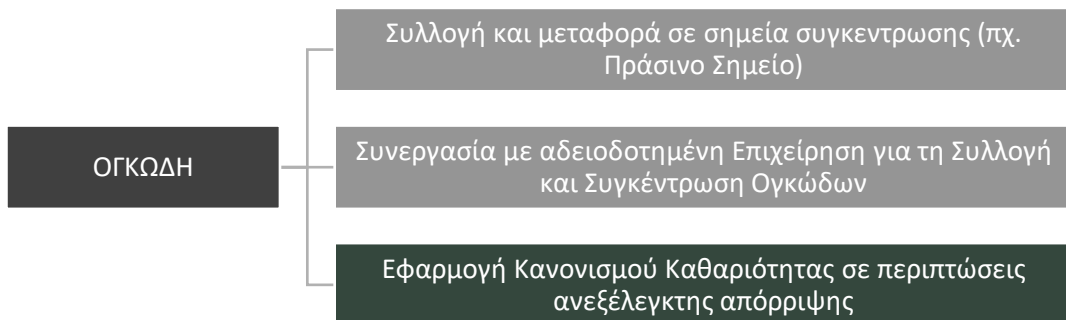 ΟΓΚΩΔΗ
Συλλογή και μεταφορά σε σημεία συγκεντρωσης (πχ.
Πράσινο Σημείο)
Συνεργασία με αδειοδοτημένη Επιχείρηση για τη Συλλογή
και Συγκέντρωση Ογκώδων
Εφαρμογή Κανονισμού Καθαριότητας σε περιπτώσεις
ανεξέλεγκτης απόρριψης